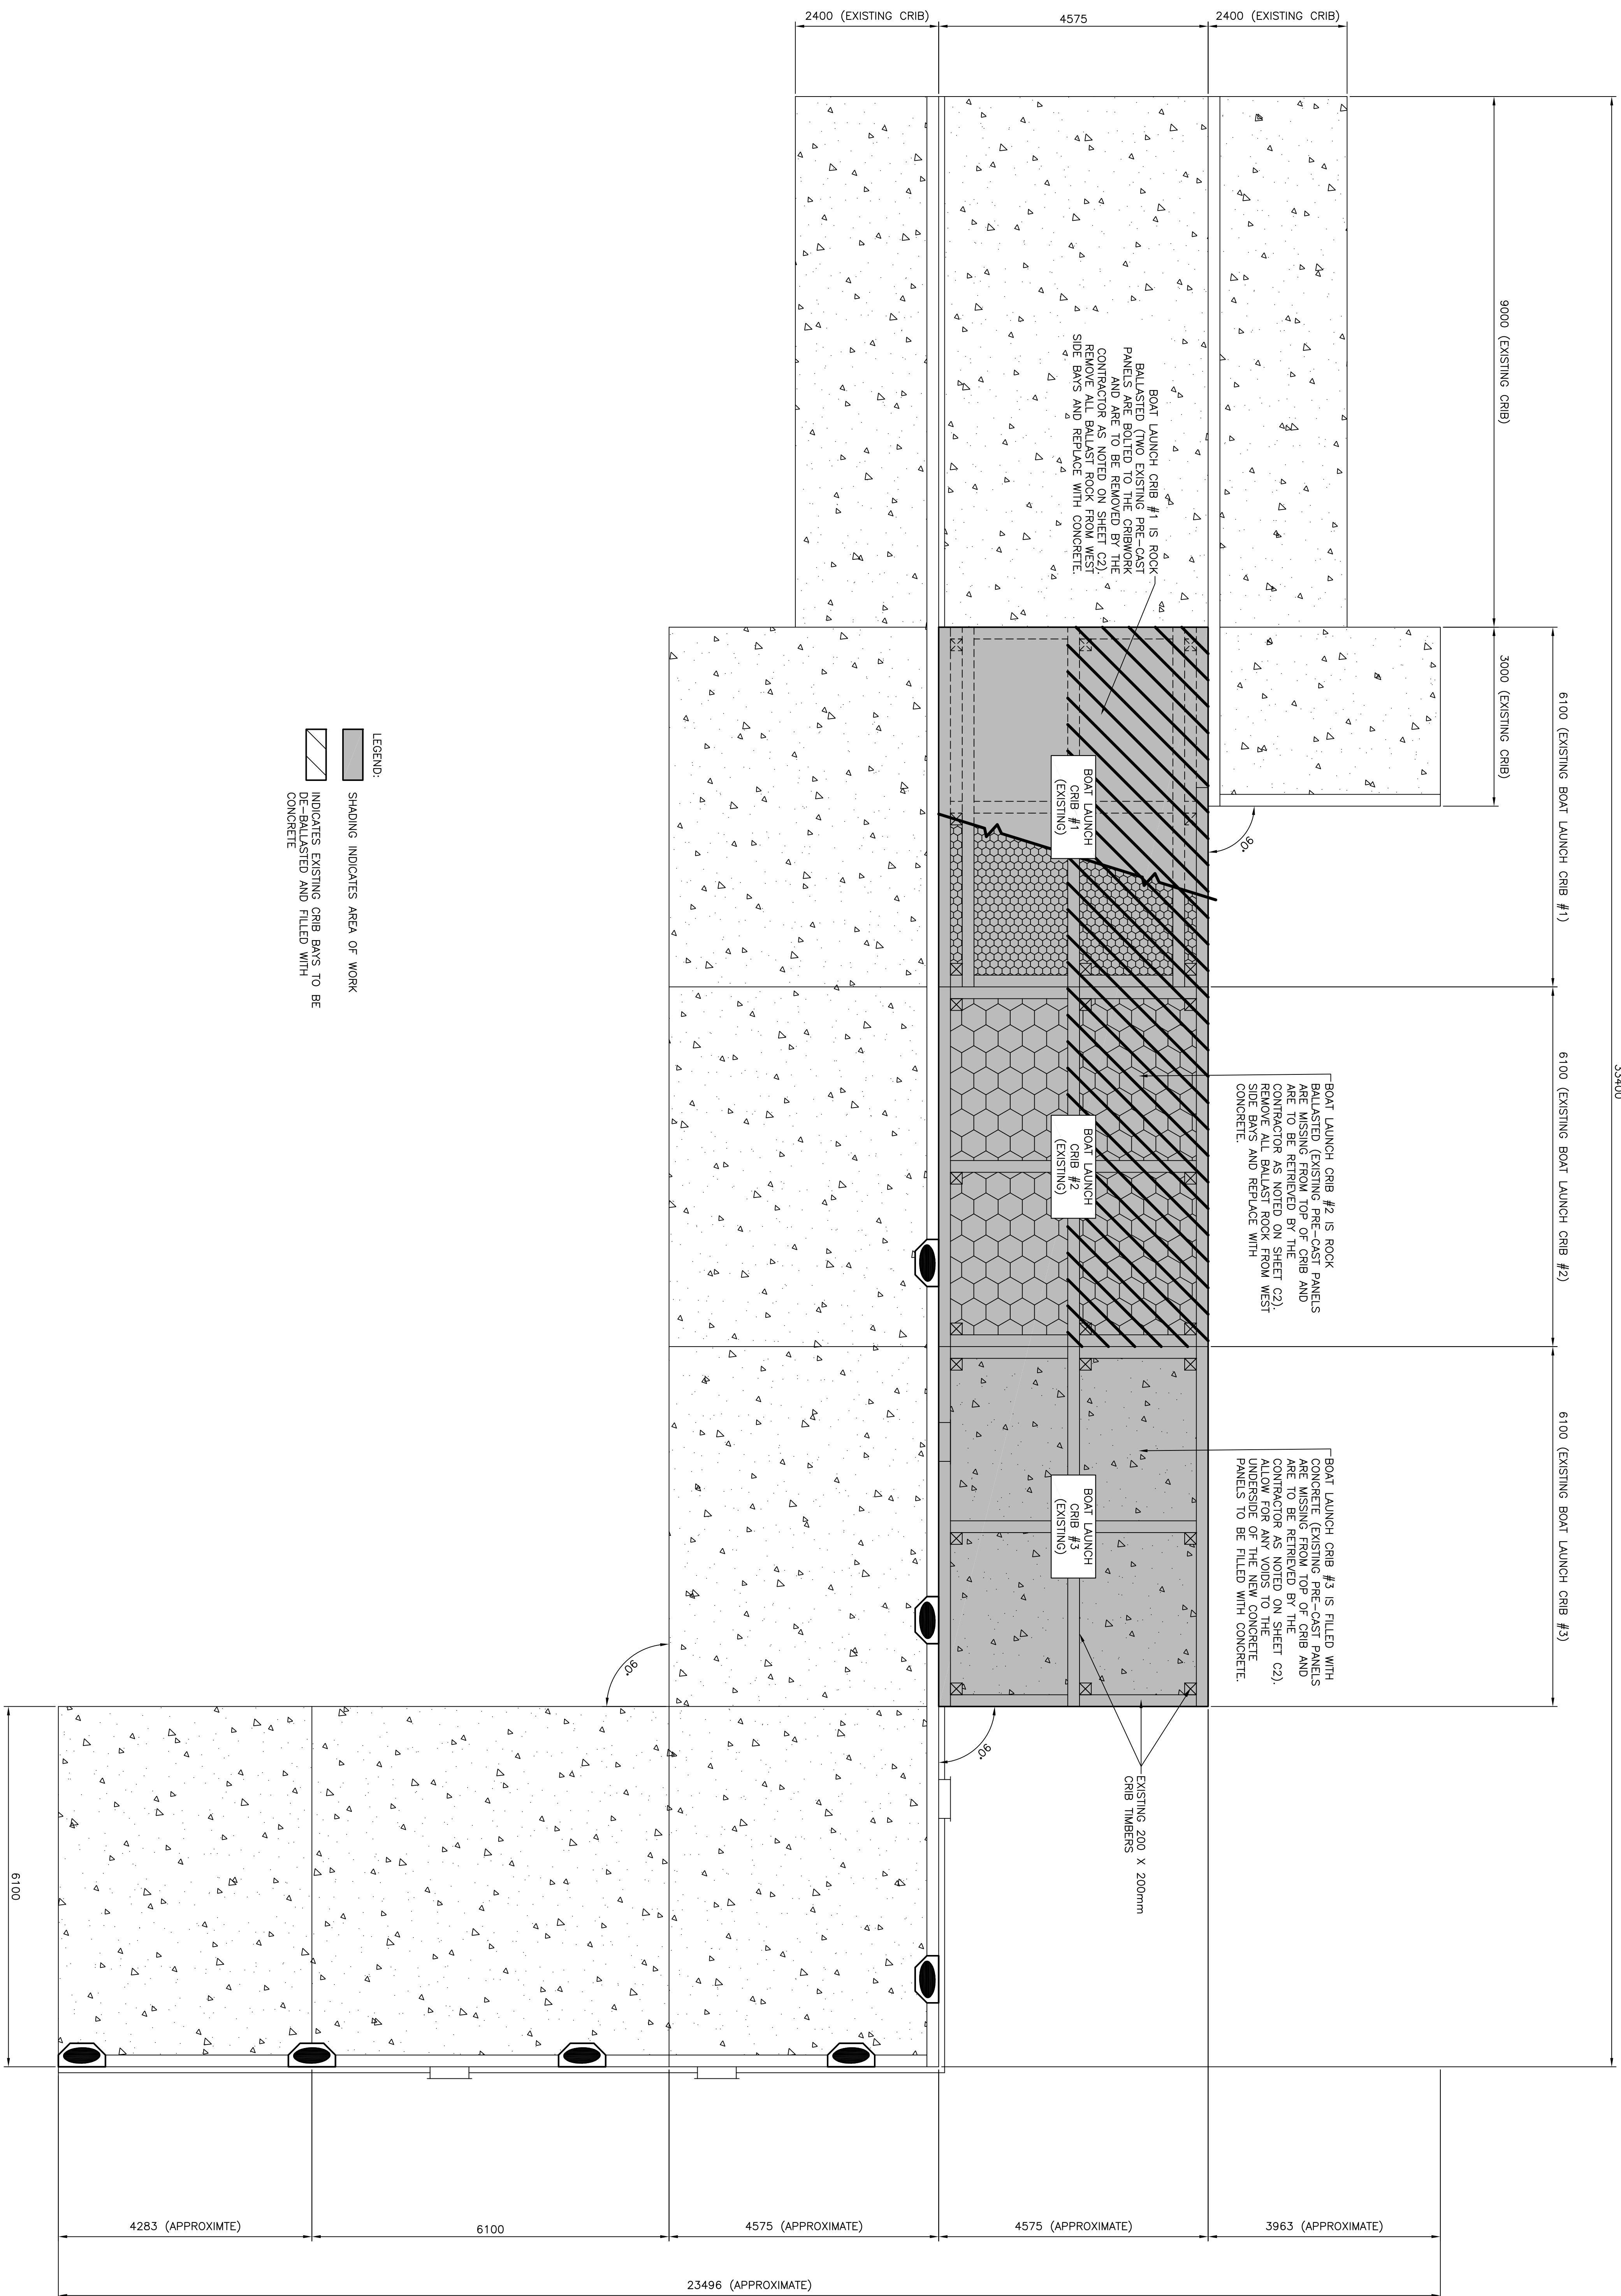 2400 (EXISTING CRIB)
4575
2400 (EXISTING CRIB)
9000 (EXISTING CRIB)
3000 (EXISTING CRIB)
6100 (EXISTING BOAT LAUNCH CRIB #1)
6100 (EXISTING BOAT LAUNCH CRIB #2)
6100 (EXISTING BOAT LAUNCH CRIB #3)
33400
BOAT LAUNCH CRIB #1 IS ROCK
BALLASTED (TWO EXISTING PRE-CAST
PANELS ARE BOLTED TO THE CRIBWORK
AND ARE TO BE REMOVED BY THE
CONTRACTOR AS NOTED ON SHEET C2).
REMOVE ALL BALLAST ROCK FROM WEST
SIDE BAYS AND REPLACE WITH CONCRETE.
BOAT LAUNCH
CRIB #1
(EXISTING)
90°
BOAT LAUNCH CRIB #2 IS ROCK
BALLASTED (EXISTING PRE-CAST PANELS
ARE MISSING FROM TOP OF CRIB AND
ARE TO BE RETRIEVED BY THE
CONTRACTOR AS NOTED ON SHEET C2).
REMOVE ALL BALLAST ROCK FROM WEST
SIDE BAYS AND REPLACE WITH
CONCRETE.
BOAT LAUNCH
CRIB #2
(EXISTING)
BOAT LAUNCH CRIB #3 IS FILLED WITH
CONCRETE (EXISTING PRE-CAST PANELS
ARE MISSING FROM TOP OF CRIB AND
ARE TO BE RETRIEVED BY THE
CONTRACTOR AS NOTED ON SHEET C2).
ALLOW FOR ANY VOIDS TO THE
UNDERSIDE OF THE NEW CONCRETE
PANELS TO BE FILLED WITH CONCRETE.
BOAT LAUNCH
CRIB #3
(EXISTING)
EXISTING 200 X 200mm
CRIB TIMBERS
90°
90°
LEGEND:
SHADING INDICATES AREA OF WORK
INDICATES EXISTING CRIB BAYS TO BE
DE-BALLASTED AND FILLED WITH
CONCRETE
6100
4283 (APPROXIMTE)
6100
4575 (APPROXIMATE)
4575 (APPROXIMATE)
3963 (APPROXIMATE)
23496 (APPROXIMATE)